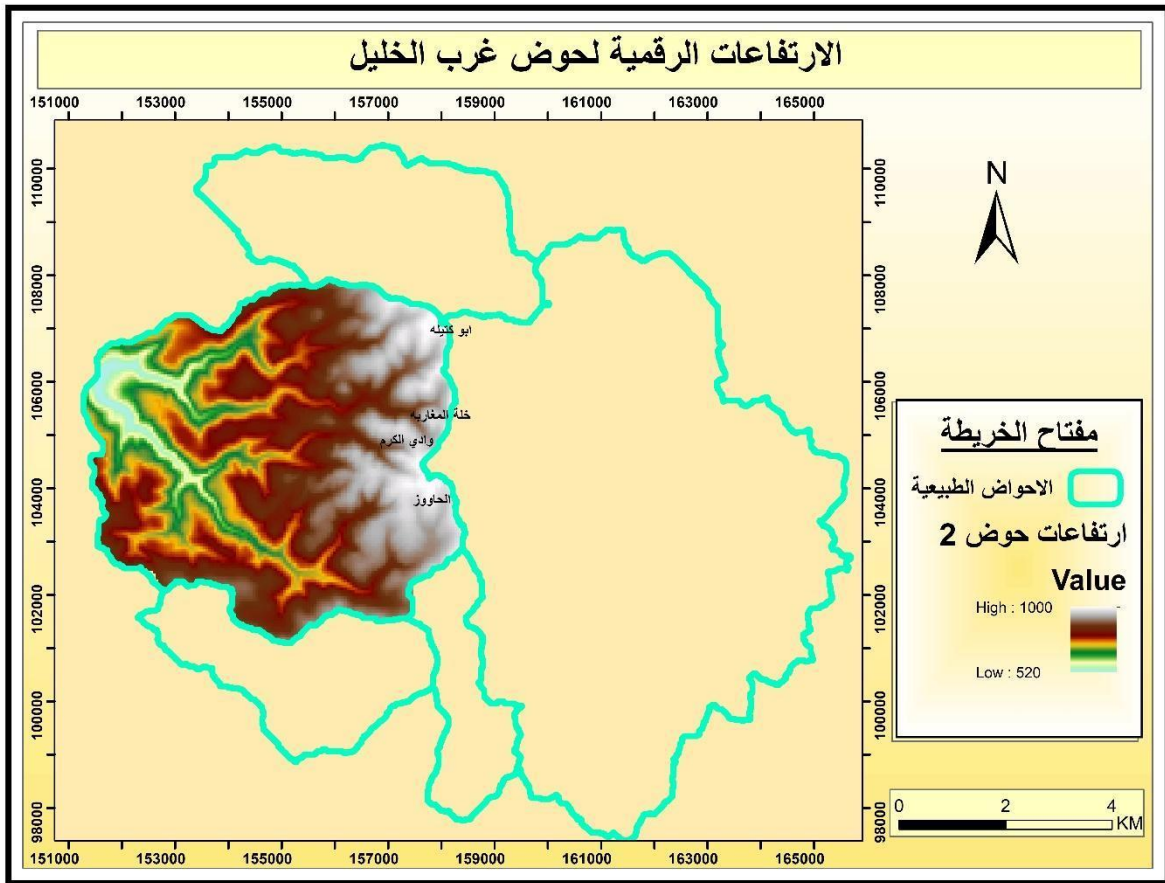 الارتفاعات الرقمية لحوض غرب الخليل
151000 153000 155000 157000 159000 161000 163000 165000
110000 110000
N
108000 108000
ابو كتيله
106000 106000
خلة المغاربه
وادي الكرم
مفتاح الخريطة
الاحواض الطبيعية
104000 104000
الحاووز
ارتفاعات حوض 2
Value
High : 1000
Low : 520
102000 102000
100000 100000
98000 98000
0 2 4
KM
151000 153000 155000 157000 159000 161000 163000 165000